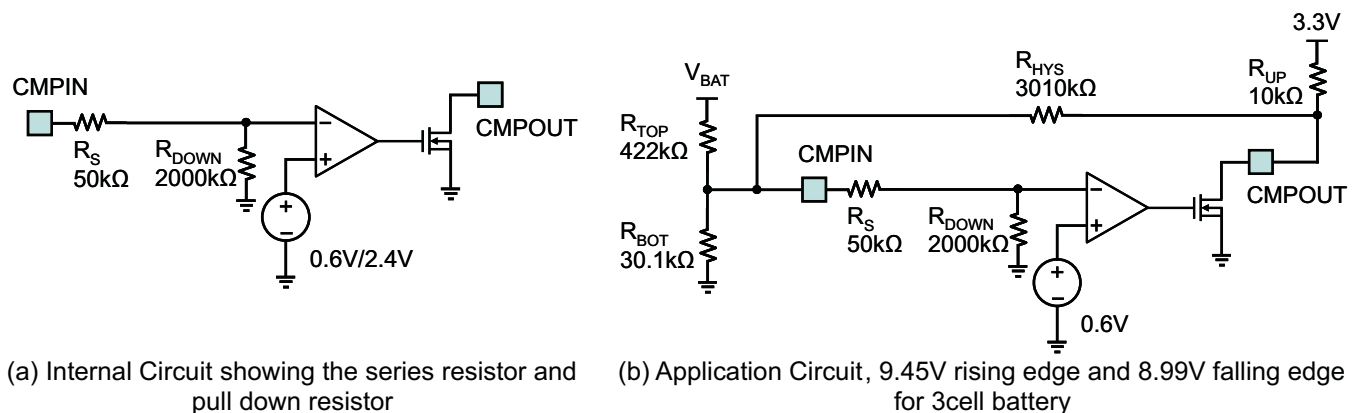 CMPIN
R_S
50kΩ
R_DOWN
2000kΩ
−
+
+
−
0.6V/2.4V
CMPOUT
(a) Internal Circuit showing the series resistor and
pull down resistor
V_BAT
R_TOP
422kΩ
R_BOT
30.1kΩ
CMPIN
R_S
50kΩ
R_DOWN
2000kΩ
R_HYS
3010kΩ
3.3V
R_UP
10kΩ
−
+
+
−
0.6V
CMPOUT
(b) Application Circuit, 9.45V rising edge and 8.99V falling edge
for 3cell battery